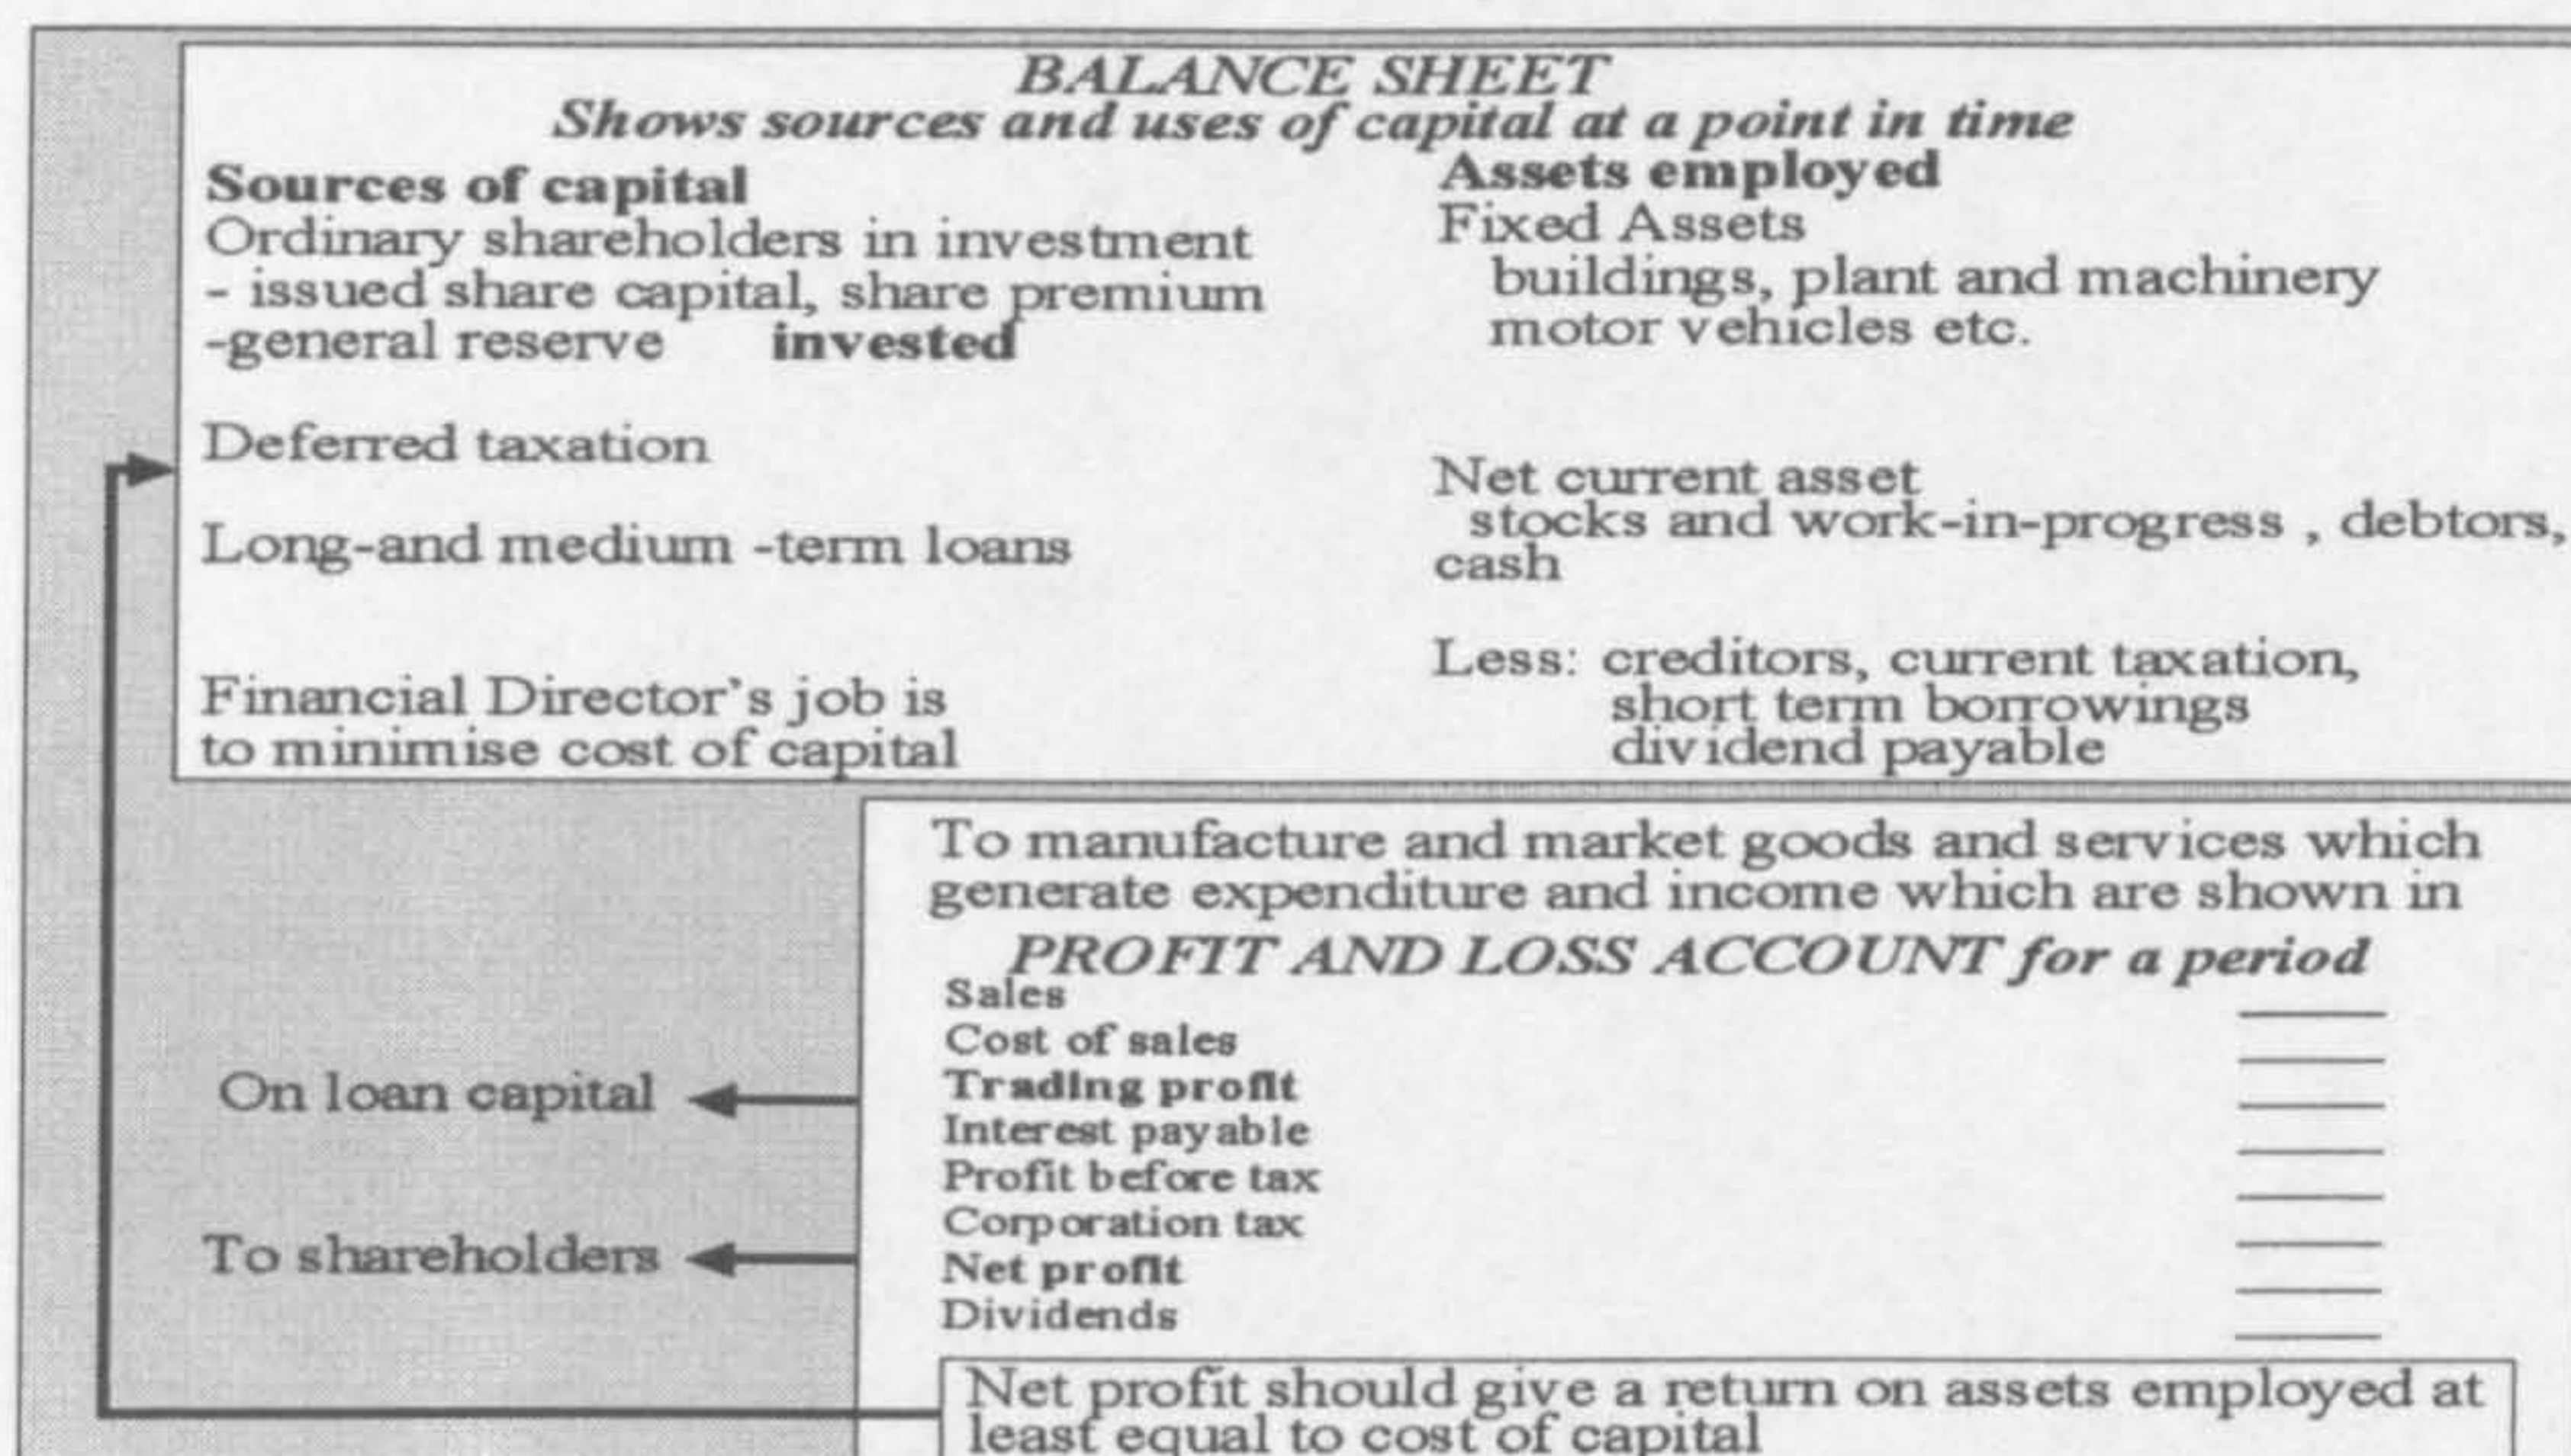 BALANCE SHEET
Shows sources and uses of capital at a point in time
Sources of capital
Ordinary shareholders in investment
- issued share capital, share premium
-general reserve invested
Deferred taxation
Long-and medium -term loans
Financial Director's job is
to minimise cost of capital
Assets employed
Fixed Assets
buildings, plant and machinery
motor vehicles etc.
Net current asset
stocks and work-in-progress , debtors,
cash
Less: creditors, current taxation,
short term borrowings
dividend payable
To manufacture and market goods and services which
generate expenditure and income which are shown in
PROFIT AND LOSS ACCOUNT for a period
Sales
Cost of sales
Trading profit
Interest payable
Profit before tax
Corporation tax
Net profit
Dividends
On loan capital
To shareholders
Net profit should give a return on assets employed at
least equal to cost of capital